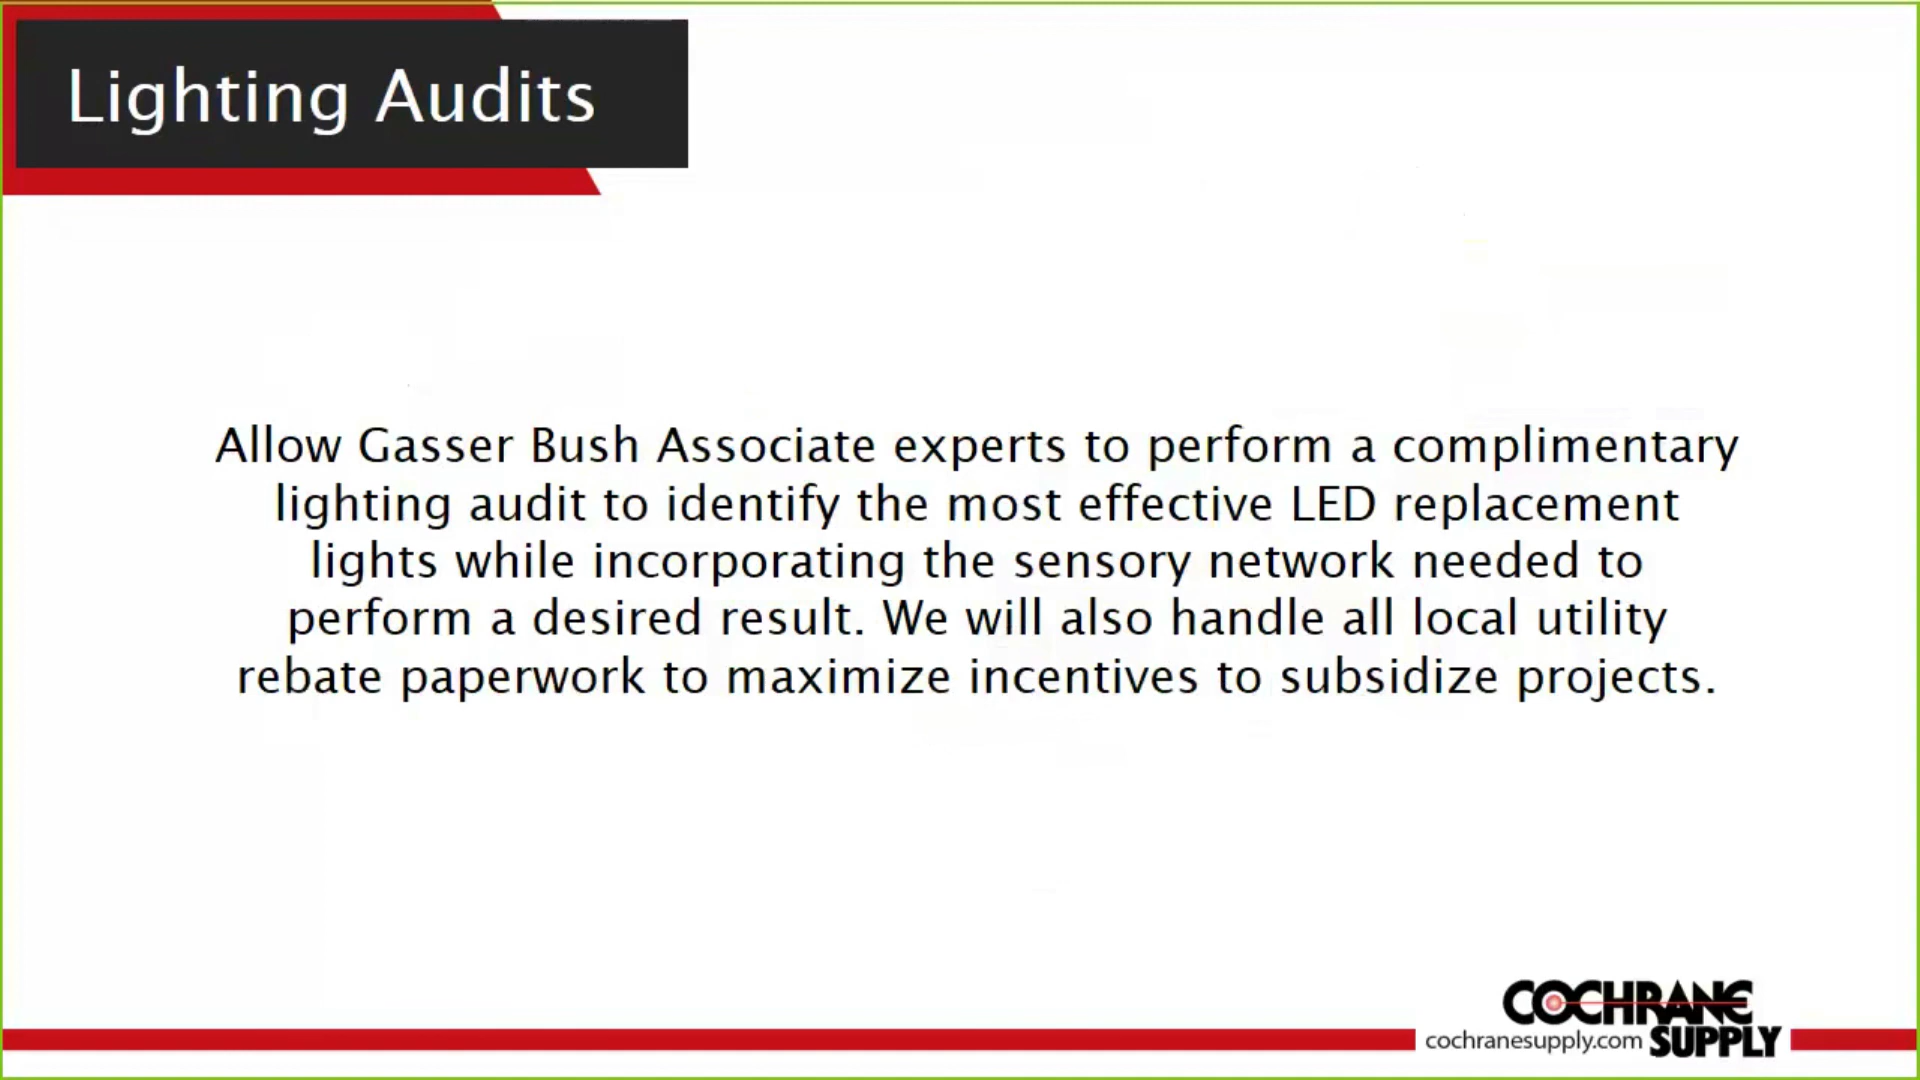 Lighting Audits
Allow Gasser Bush Associate experts to perform a complimentary
lighting audit to identify the most effective LED replacement
lights while incorporating the sensory network needed to
perform a desired result. We will also handle all local utility
rebate paperwork to maximize incentives to subsidize projects.
COCHRANE
cochranesupply.com SUPPLY